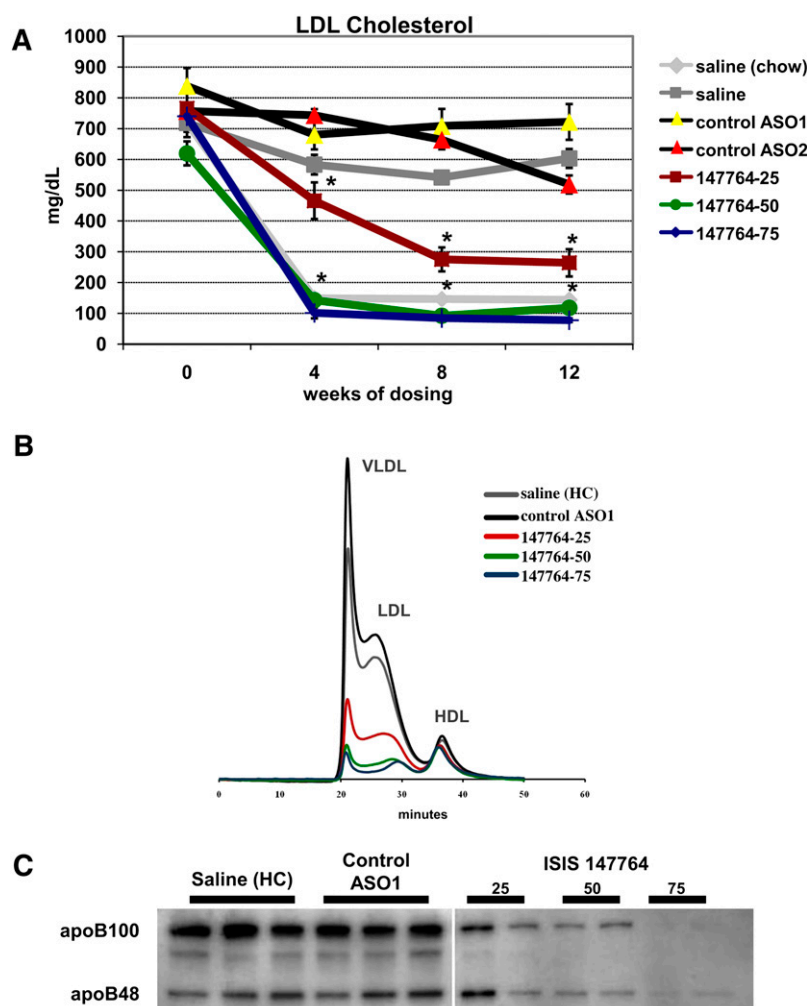 A
LDL Cholesterol
1000
900
800
700
600
500
400
300
200
100
0
mg/dL
*
*
*
*
*
*
0 4 8 12
weeks of dosing
saline (chow)
saline
control ASO1
control ASO2
147764-25
147764-50
147764-75
B
VLDL
LDL
HDL
saline (HC)
control ASO1
147764-25
147764-50
147764-75
0 10 20 30 40 50 60
minutes
C
Saline (HC)
Control
ASO1
ISIS 147764
25 50 75
apoB100
apoB48